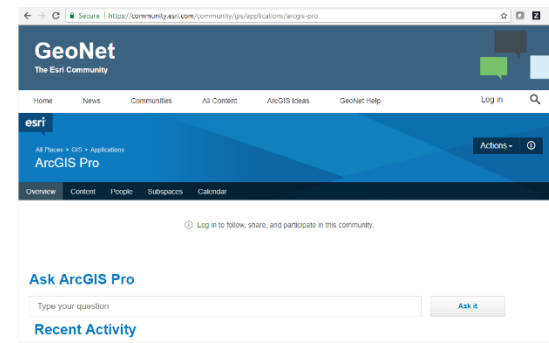 Secure | https://community.esri.com/community/gis/applications/arcgis-pro
GeoNet
The Esri Community
Home News Communities All Content ArcGIS Ideas GeoNet Help Log in
esri
All Places > GIS > Applications
ArcGIS Pro
Actions
Overview Content People Subspaces Calendar
Log in to follow, share, and participate in this community.
Ask ArcGIS Pro
Type your question Ask it
Recent Activity